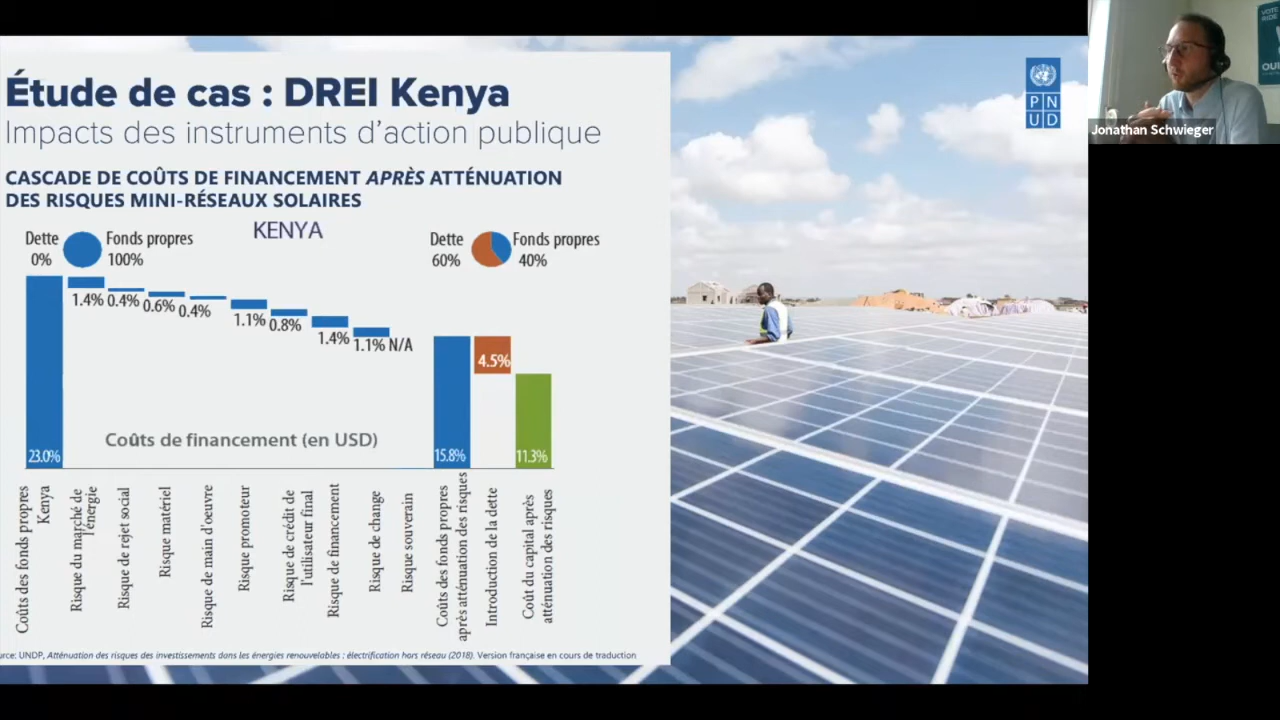 Étude de cas : DREI Kenya
Impacts des instruments d'action publique
CASCADE DE COÛTS DE FINANCEMENT APRÈS ATTÉNUATION
DES RISQUES MINI-RÉSEAUX SOLAIRES
KENYA
Dette
0%
Fonds propres
100%
Dette
60%
Fonds propres
40%
1.4%
0.4%
0.6%
0.4%
1.1%
0.8%
1.4%
1.1%
N/A
4.5%
23.0%
15.8%
11.3%
Coûts de financement (en USD)
Coûts des fonds propres
Kenya
Risque du marché de
l'énergie
Risque de rejet social
Risque matériel
Risque de main d'oeuvre
Risque promoteur
Risque de crédit de
l'utilisateur final
Risque de financement
Risque de change
Risque souverain
Coûts des fonds propres
après atténuation des risques
Introduction de la dette
Coût du capital après
atténuation des risques
urce: UNDP, Atténuation des risques des investissements dans les énergies renouvelables : électrification hors réseau (2018). Version française en cours de traduction
P N
U D
Jonathan Schwieger
OUI